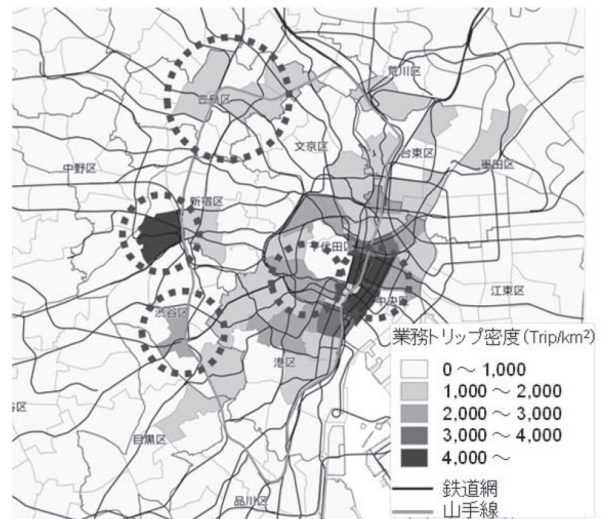 荒川区
豊島区
文京区
台東区
墨田区
中野区
新宿区
千代田区
中央区
江東区
渋谷区
港区
目黒区
品川区
業務トリップ密度(Trip/km²)
0～1,000
1,000～2,000
2,000～3,000
3,000～4,000
4,000～
鉄道網
山手線